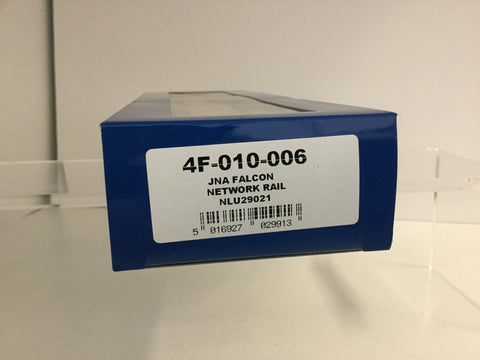 4F-010-006
JNA FALCON
NETWORK RAIL
NLU29021
5 016927 029913